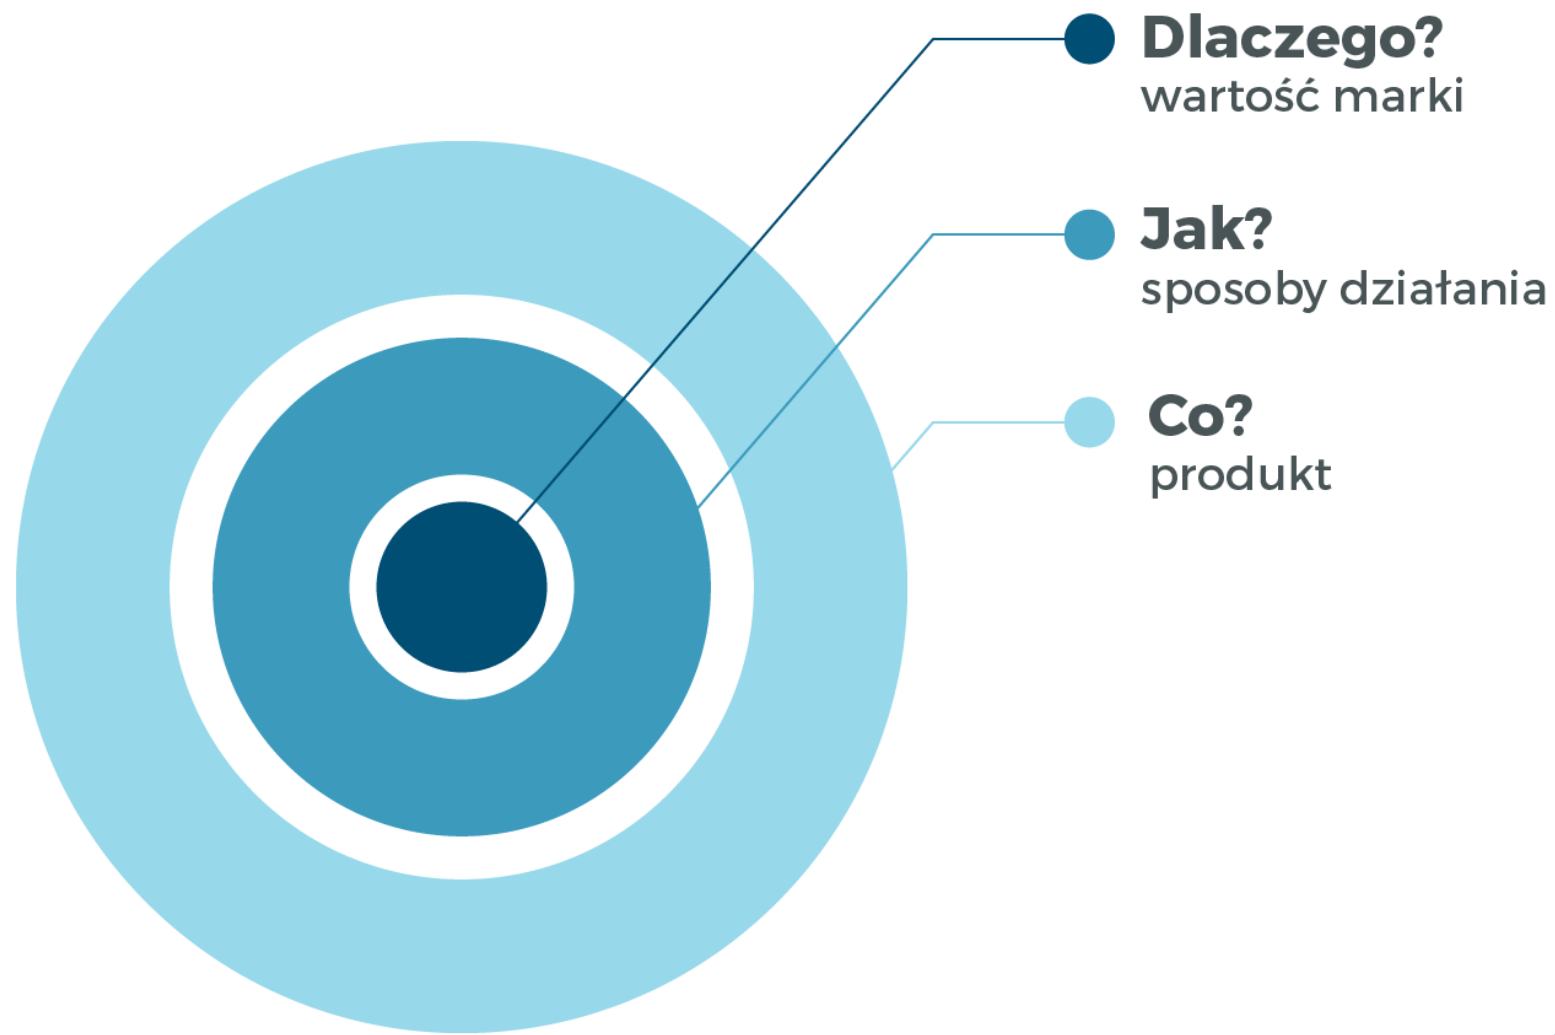 Dlaczego?
wartość marki
Jak?
sposoby działania
Co?
produkt